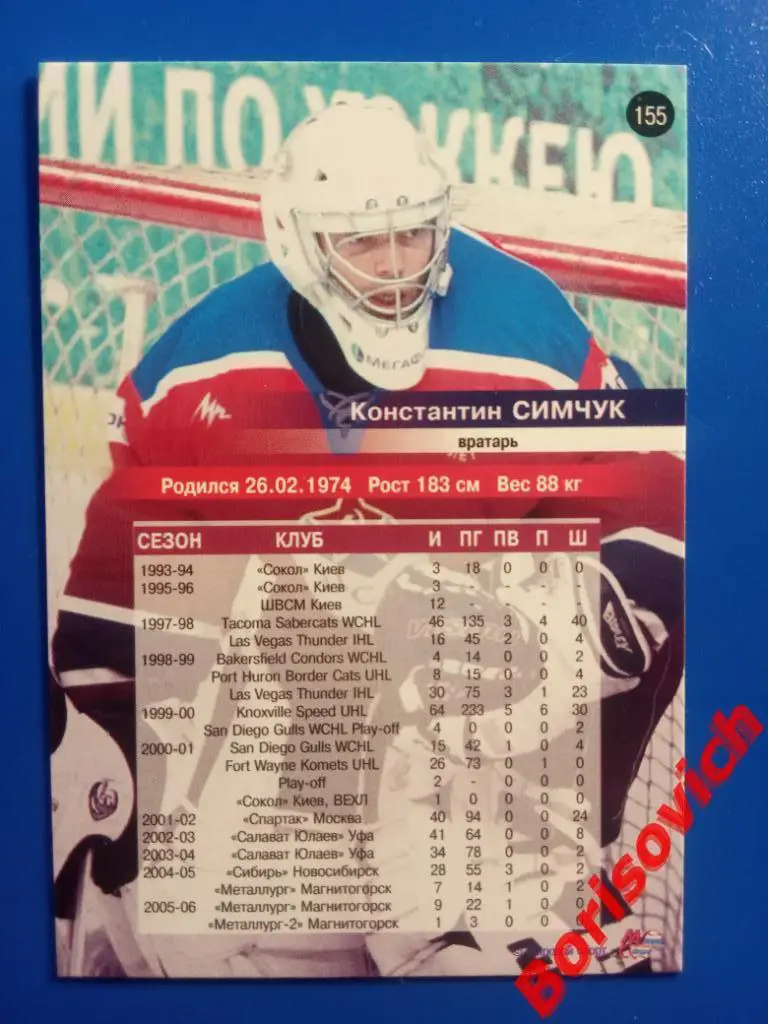 ИИ ПО ХОККЕЮ
155
МЕГАФО
Константин СИМЧУК
вратарь
Родился 26.02.1974 Рост 183 см Вес 88 кг
СЕЗОН КЛУБ И ПГ ПВ П Ш
1993-94 «Сокол» Киев 3 18 0 0 0
1995-96 «Сокол» Киев 3 - - - -
ШВСМ Киев 12 - - - -
1997-98 Tacoma Sabercats WCHL 46 135 3 4 40
Las Vegas Thunder IHL 16 45 2 0 4
1998-99 Bakersfield Condors WCHL 4 14 0 0 2
Port Huron Border Cats UHL 8 15 0 0 4
Las Vegas Thunder IHL 30 75 3 1 23
1999-00 Knoxville Speed UHL 64 233 5 6 30
San Diego Gulls WCHL Play-off 4 0 0 0 2
2000-01 San Diego Gulls WCHL 15 42 1 0 4
Fort Wayne Komets UHL 26 73 0 1 0
Play-off 2 - 0 0 0
«Сокол» Киев, ВЕХЛ 1 0 0 0 0
2001-02 «Спартак» Москва 40 94 0 0 24
2002-03 «Салават Юлаев» Уфа 41 64 0 0 8
2003-04 «Салават Юлаев» Уфа 34 78 0 0 2
2004-05 «Сибирь» Новосибирск 28 55 3 0 2
«Металлург» Магнитогорск 7 14 1 0 2
2005-06 «Металлург» Магнитогорск 9 22 1 0 0
«Металлург-2» Магнитогорск 1 3 0 0 0
Borisovich